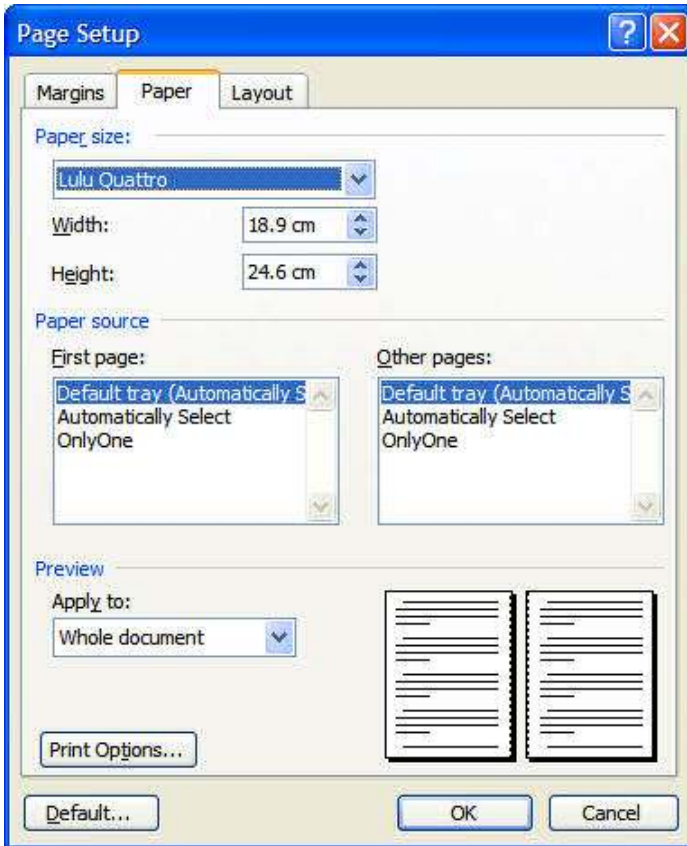 Page Setup
Margins Paper Layout
Paper size:
Lulu Quattro
Width: 18.9 cm
Height: 24.6 cm
Paper source
First page: Other pages:
Default tray (Automatically S Default tray (Automatically S
Automatically Select Automatically Select
OnlyOne OnlyOne
Preview
Apply to:
Whole document
Print Options...
Default... OK Cancel